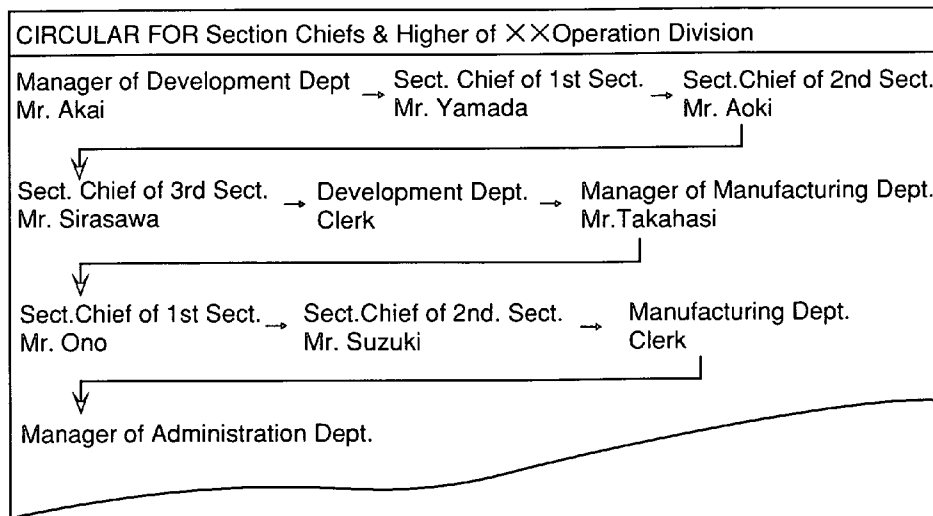 CIRCULAR FOR Section Chiefs & Higher of ××Operation Division
Manager of Development Dept → Sect. Chief of 1st Sect. → Sect.Chief of 2nd Sect.
Mr. Akai Mr. Yamada Mr. Aoki
Sect. Chief of 3rd Sect. → Development Dept. → Manager of Manufacturing Dept.
Mr. Sirasawa Clerk Mr.Takahasi
Sect.Chief of 1st Sect. → Sect.Chief of 2nd. Sect. → Manufacturing Dept.
Mr. Ono Mr. Suzuki Clerk
Manager of Administration Dept.